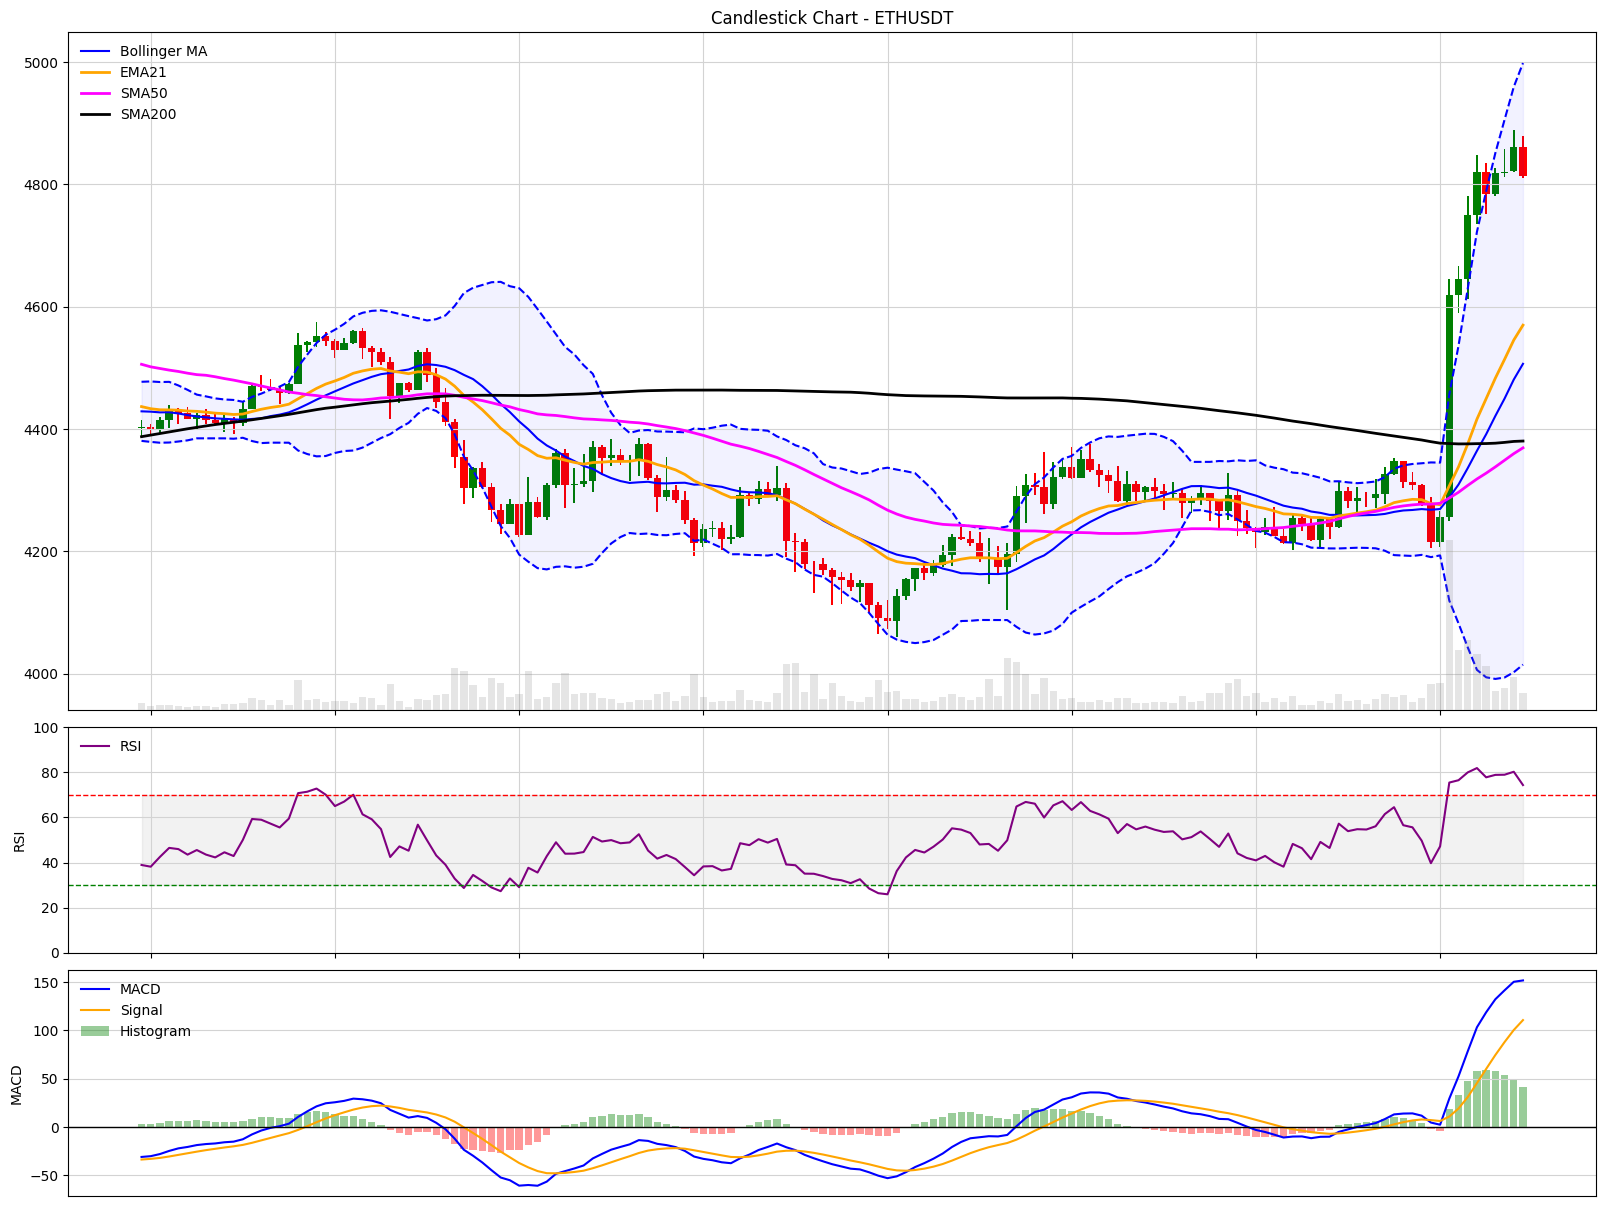 Candlestick Chart - ETHUSDT
Bollinger MA
EMA21
SMA50
SMA200
5000
4800
4600
4400
4200
4000
RSI
100
80
60
40
20
0
RSI
MACD
Signal
Histogram
150
100
50
0
−50
MACD